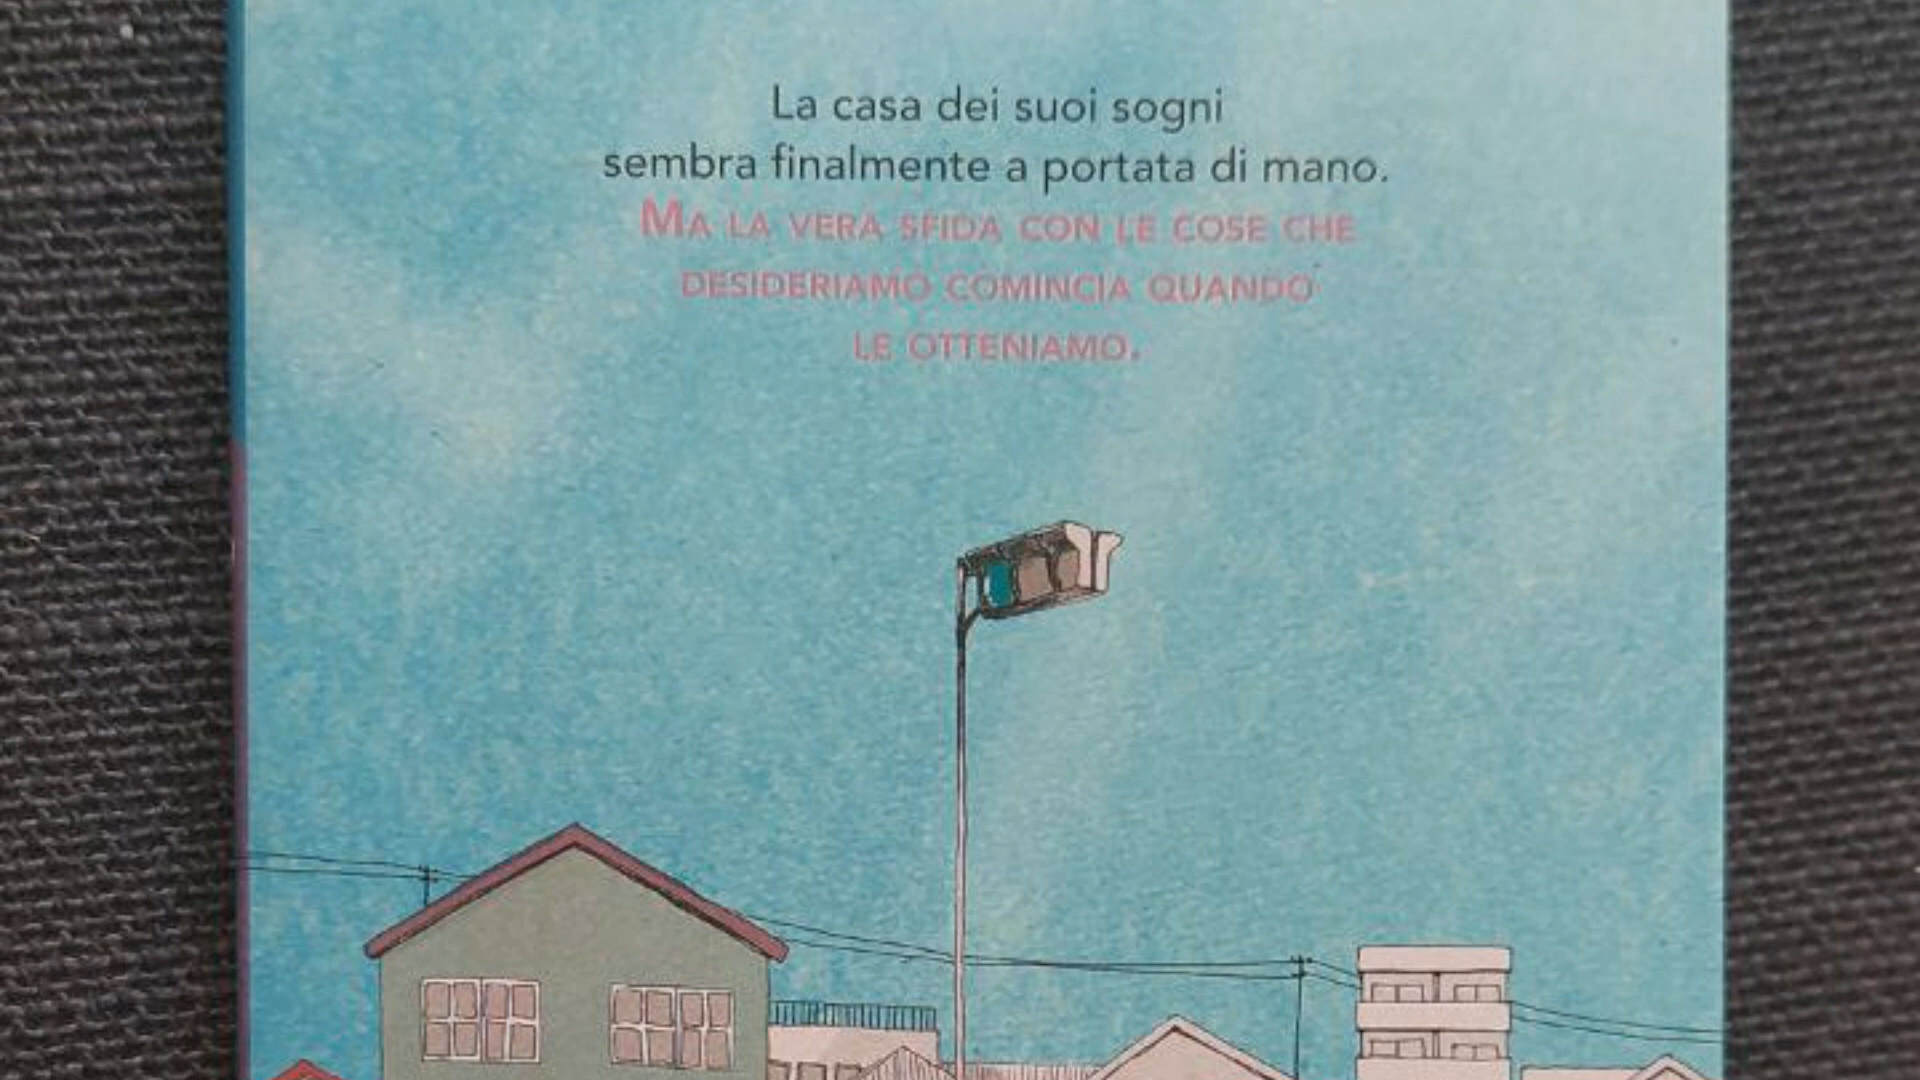 La casa dei suoi sogni
sembra finalmente a portata di mano.
MA LA VERA SFIDA CON LE COSE CHE
DESIDERIAMO COMINCIA QUANDO
LE OTTENIAMO.